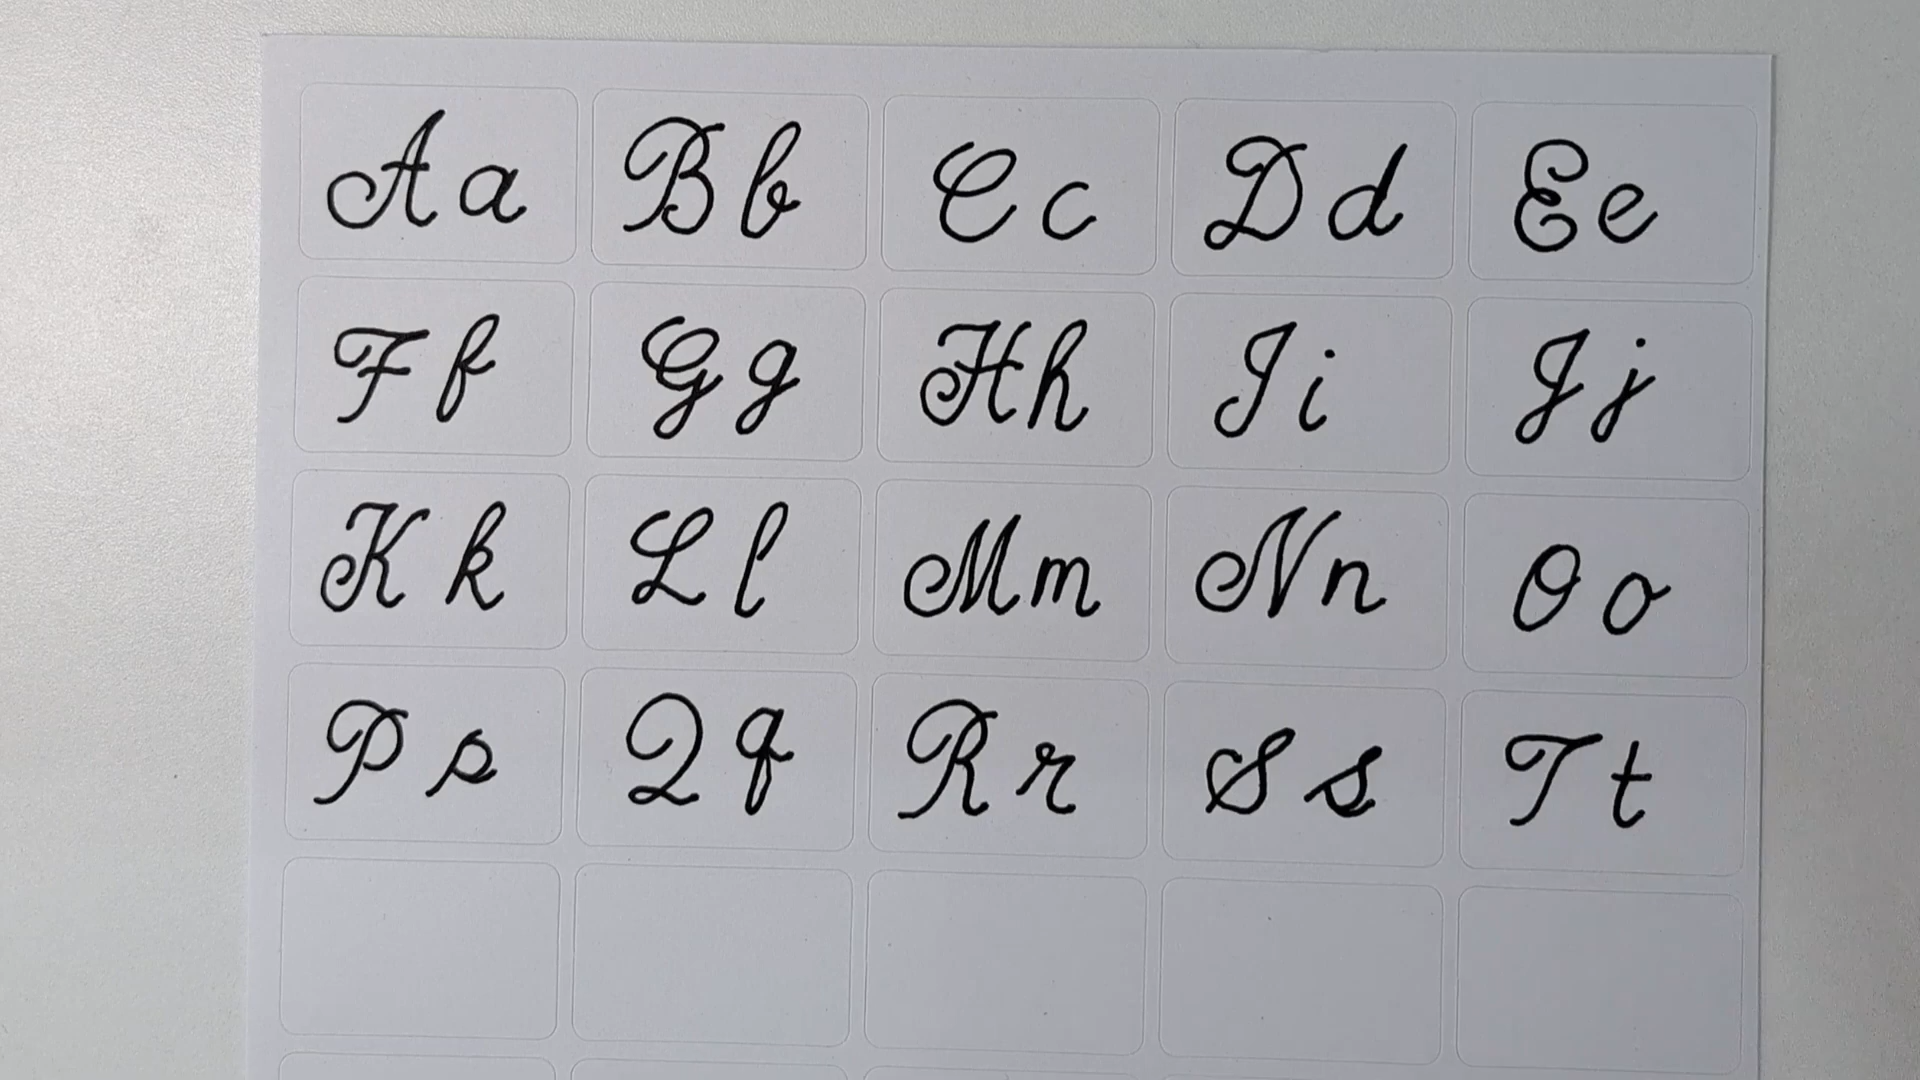 Aa Bb Cc Dd Ee
Ff Gg Hh Ii Jj
Kk Ll Mm Nn Oo
Pp Qq Rr Ss Tt